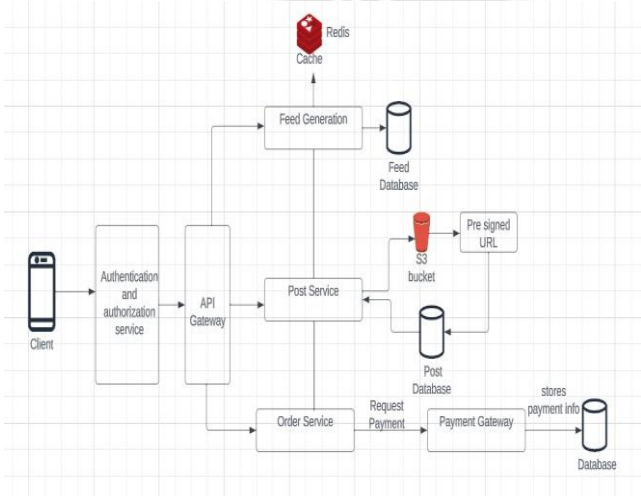 Redis
Cache
Feed Generation
Feed
Database
Pre signed
URL
S3
bucket
Authentication
and
authorization
service
API
Gateway
Post Service
Client
Post
Database
Order Service
Request
Payment
Payment Gateway
stores
payment info
Database